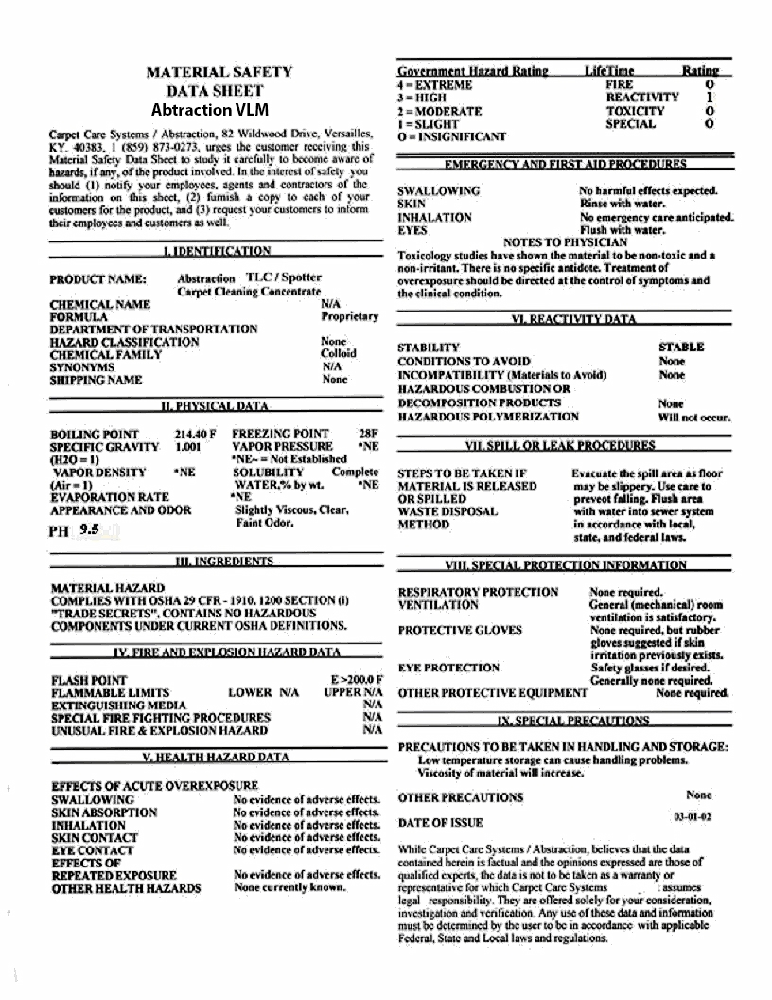 MATERIAL SAFETY
DATA SHEET
Abtraction VLM
Carpet Care Systems / Abstraction, 82 Wildwood Drive, Versailles,
KY. 40383, 1 (859) 873-0273, urges the customer receiving this
Material Safety Data Sheet to study it carefully to become aware of
hazards, if any, of the product involved. In the interest of safety you
should (1) notify your employees, agents and contractors of the
information on this sheet, (2) furnish a copy to each of your
customers for the product, and (3) request your customers to inform
their employees and customers as well.
I. IDENTIFICATION
PRODUCT NAME: Abstraction TLC / Spotter
Carpet Cleaning Concentrate
CHEMICAL NAME N/A
FORMULA Proprietary
DEPARTMENT OF TRANSPORTATION
HAZARD CLASSIFICATION None
CHEMICAL FAMILY Colloid
SYNONYMS N/A
SHIPPING NAME None
II. PHYSICAL DATA
BOILING POINT 214.40 F FREEZING POINT 28F
SPECIFIC GRAVITY 1.001 VAPOR PRESSURE *NE
(H2O = 1) *NE~ = Not Established
VAPOR DENSITY *NE SOLUBILITY Complete
(Air = 1) WATER,% by wt. *NE
EVAPORATION RATE *NE
APPEARANCE AND ODOR Slightly Viscous, Clear,
Faint Odor.
PH 9.5
III. INGREDIENTS
MATERIAL HAZARD
COMPLIES WITH OSHA 29 CFR - 1910. 1200 SECTION (i)
"TRADE SECRETS", CONTAINS NO HAZARDOUS
COMPONENTS UNDER CURRENT OSHA DEFINITIONS.
IV. FIRE AND EXPLOSION HAZARD DATA
FLASH POINT E >200.0 F
FLAMMABLE LIMITS LOWER N/A UPPER N/A
EXTINGUISHING MEDIA N/A
SPECIAL FIRE FIGHTING PROCEDURES N/A
UNUSUAL FIRE & EXPLOSION HAZARD N/A
V. HEALTH HAZARD DATA
EFFECTS OF ACUTE OVEREXPOSURE
SWALLOWING No evidence of adverse effects.
SKIN ABSORPTION No evidence of adverse effects.
INHALATION No evidence of adverse effects.
SKIN CONTACT No evidence of adverse effects.
EYE CONTACT No evidence of adverse effects.
EFFECTS OF
REPEATED EXPOSURE No evidence of adverse effects.
OTHER HEALTH HAZARDS None currently known.
Government Hazard Rating LifeTime Rating
4 = EXTREME FIRE O
3 = HIGH REACTIVITY 1
2 = MODERATE TOXICITY O
1 = SLIGHT SPECIAL O
O = INSIGNIFICANT
EMERGENCY AND FIRST AID PROCEDURES
SWALLOWING No harmful effects expected.
SKIN Rinse with water.
INHALATION No emergency care anticipated.
EYES Flush with water.
NOTES TO PHYSICIAN
Toxicology studies have shown the material to be non-toxic and a
non-irritant. There is no specific antidote. Treatment of
overexposure should be directed at the control of symptoms and
the clinical condition.
VI. REACTIVITY DATA
STABILITY STABLE
CONDITIONS TO AVOID None
INCOMPATIBILITY (Materials to Avoid) None
HAZARDOUS COMBUSTION OR
DECOMPOSITION PRODUCTS None
HAZARDOUS POLYMERIZATION Will not occur.
VII. SPILL OR LEAK PROCEDURES
STEPS TO BE TAKEN IF Evacuate the spill area as floor
MATERIAL IS RELEASED may be slippery. Use care to
OR SPILLED prevent falling. Flush area
WASTE DISPOSAL with water into sewer system
METHOD in accordance with local,
state, and federal laws.
VIII. SPECIAL PROTECTION INFORMATION
RESPIRATORY PROTECTION None required.
VENTILATION General (mechanical) room
ventilation is satisfactory.
PROTECTIVE GLOVES None required, but rubber
gloves suggested if skin
irritation previously exists.
EYE PROTECTION Safety glasses if desired.
Generally none required.
OTHER PROTECTIVE EQUIPMENT None required.
IX. SPECIAL PRECAUTIONS
PRECAUTIONS TO BE TAKEN IN HANDLING AND STORAGE:
Low temperature storage can cause handling problems.
Viscosity of material will increase.
OTHER PRECAUTIONS None
DATE OF ISSUE 03-01-02
While Carpet Care Systems / Abstraction, believes that the data
contained herein is factual and the opinions expressed are those of
qualified experts, the data is not to be taken as a warranty or
representative for which Carpet Care Systems : assumes
legal responsibility. They are offered solely for your consideration,
investigation and verification. Any use of these data and information
must be determined by the user to be in accordance with applicable
Federal, State and Local laws and regulations.